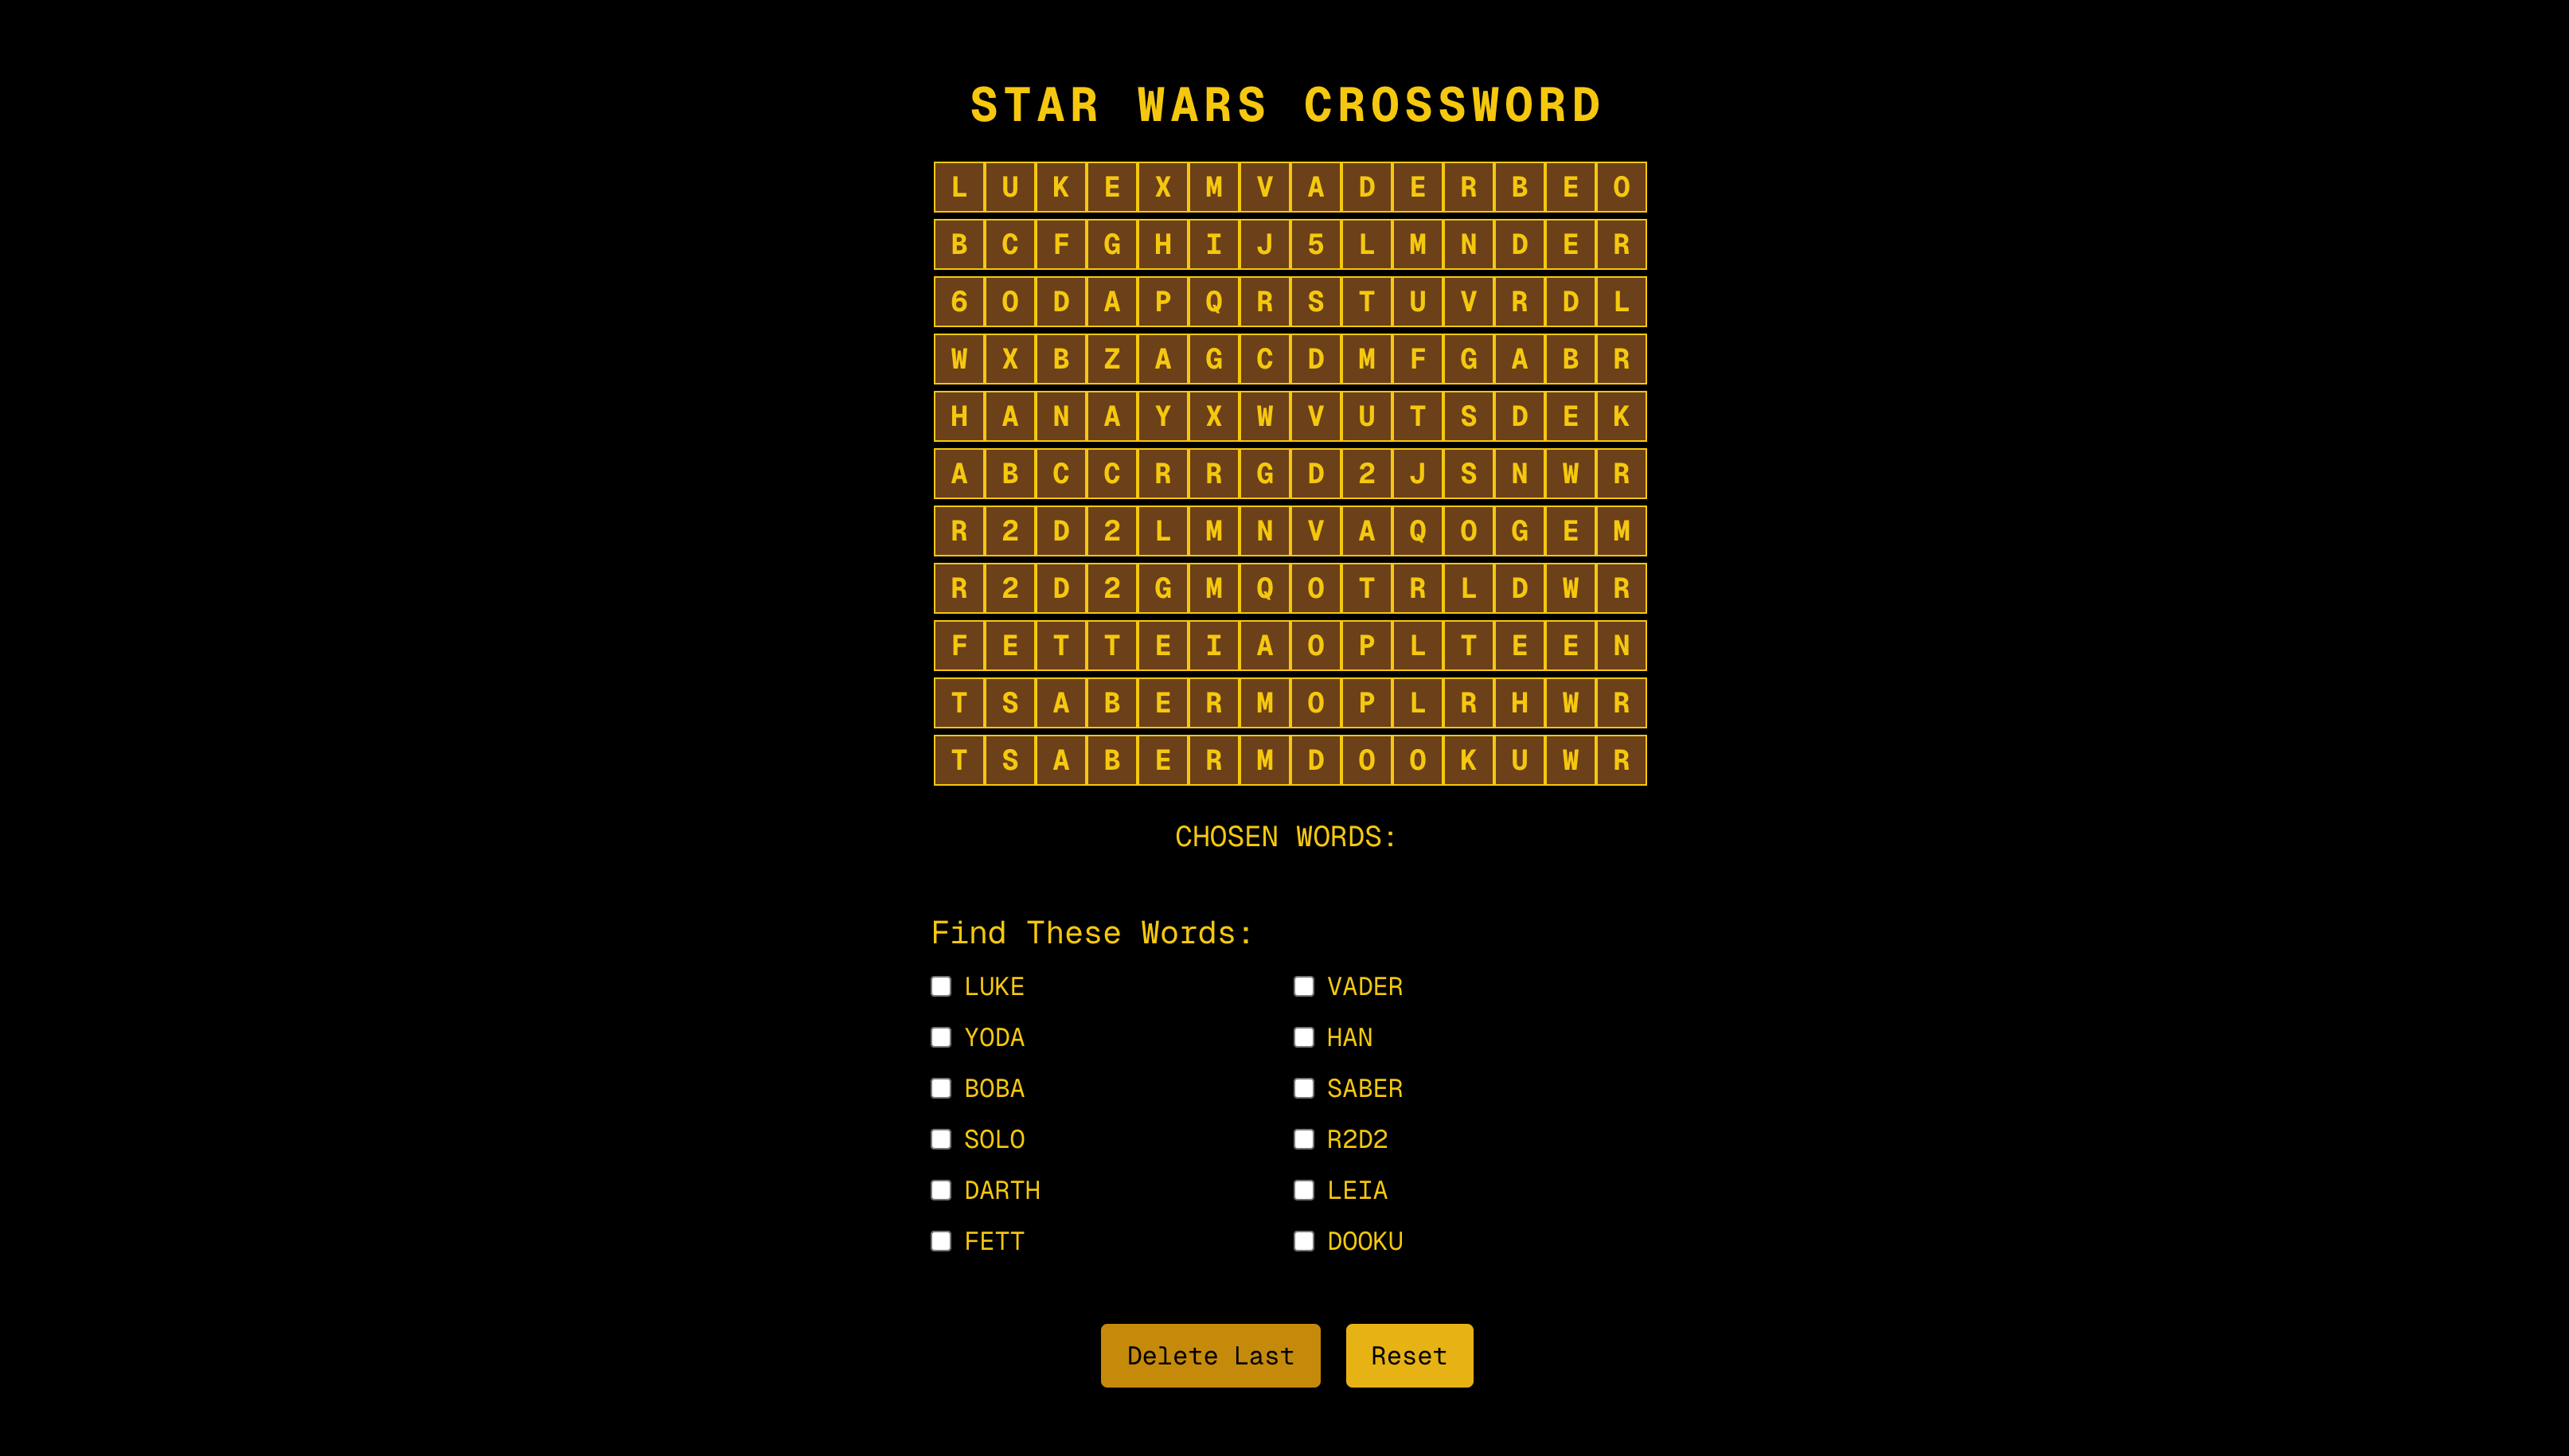 STAR WARS CROSSWORD
L U K E X M V A D E R B E O
B C F G H I J 5 L M N D E R
6 O D A P Q R S T U V R D L
W X B Z A G C D M F G A B R
H A N A Y X W V U T S D E K
A B C C R R G D 2 J S N W R
R 2 D 2 L M N V A Q O G E M
R 2 D 2 G M Q O T R L D W R
F E T T E I A O P L T E E N
T S A B E R M O P L R H W R
T S A B E R M D O O K U W R
CHOSEN WORDS:
Find These Words:
LUKE VADER
YODA HAN
BOBA SABER
SOLO R2D2
DARTH LEIA
FETT DOOKU
Delete Last Reset